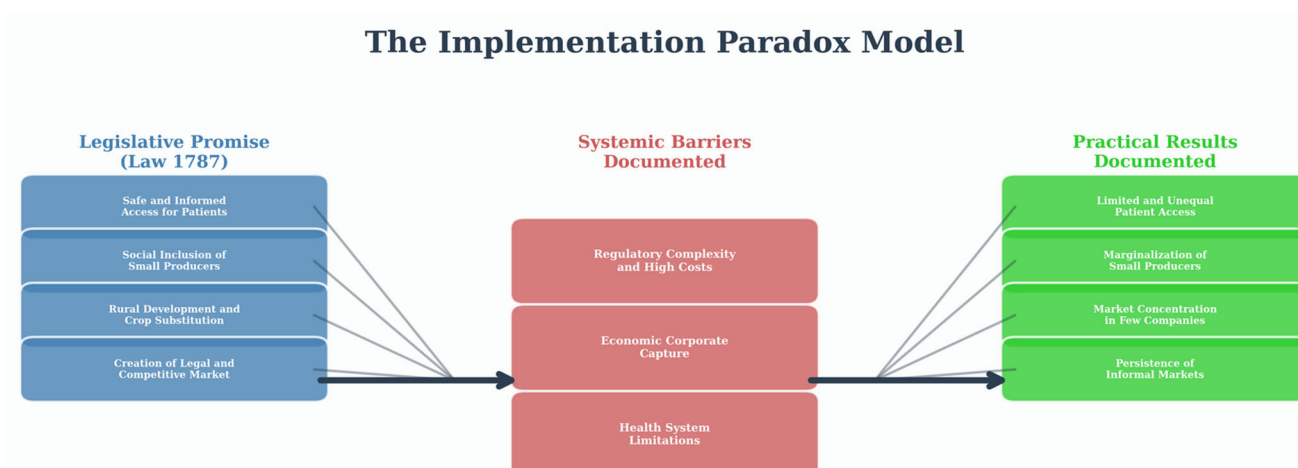 The Implementation Paradox Model
Legislative Promise
(Law 1787)
Safe and Informed
Access for Patients
Social Inclusion of
Small Producers
Rural Development and
Crop Substitution
Creation of Legal and
Competitive Market
Systemic Barriers
Documented
Regulatory Complexity
and High Costs
Economic Corporate
Capture
Health System
Limitations
Practical Results
Documented
Limited and Unequal
Patient Access
Marginalization of
Small Producers
Market Concentration
in Few Companies
Persistence of
Informal Markets